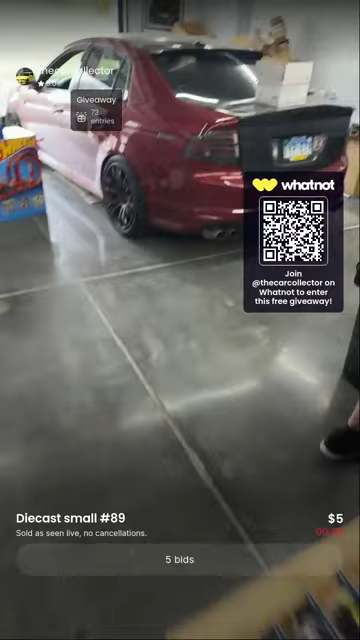 thecarcollector
Giveaway
73
entries
whatnot
Join
@thecarcollector on
Whatnot to enter
this free giveaway!
Diecast small #89
$5
Sold as seen live, no cancellations.
5 bids